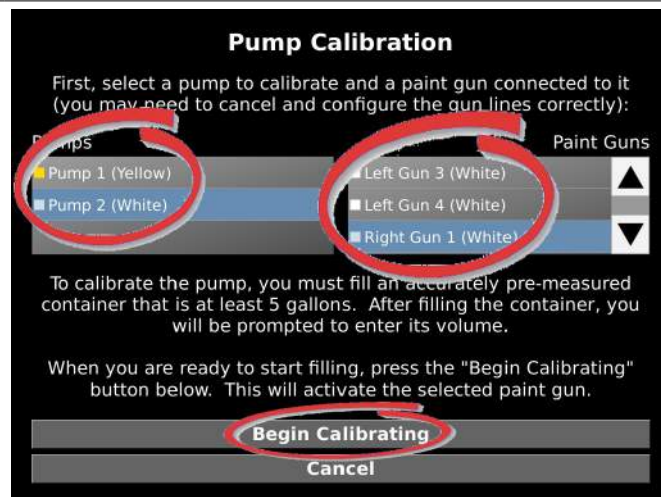 Pump Calibration
First, select a pump to calibrate and a paint gun connected to it
(you may need to cancel and configure the gun lines correctly):
Pumps Paint Guns
Pump 1 (Yellow) Left Gun 3 (White)
Pump 2 (White) Left Gun 4 (White)
Right Gun 1 (White)
To calibrate the pump, you must fill an accurately pre-measured
container that is at least 5 gallons. After filling the container, you
will be prompted to enter its volume.
When you are ready to start filling, press the "Begin Calibrating"
button below. This will activate the selected paint gun.
Begin Calibrating
Cancel